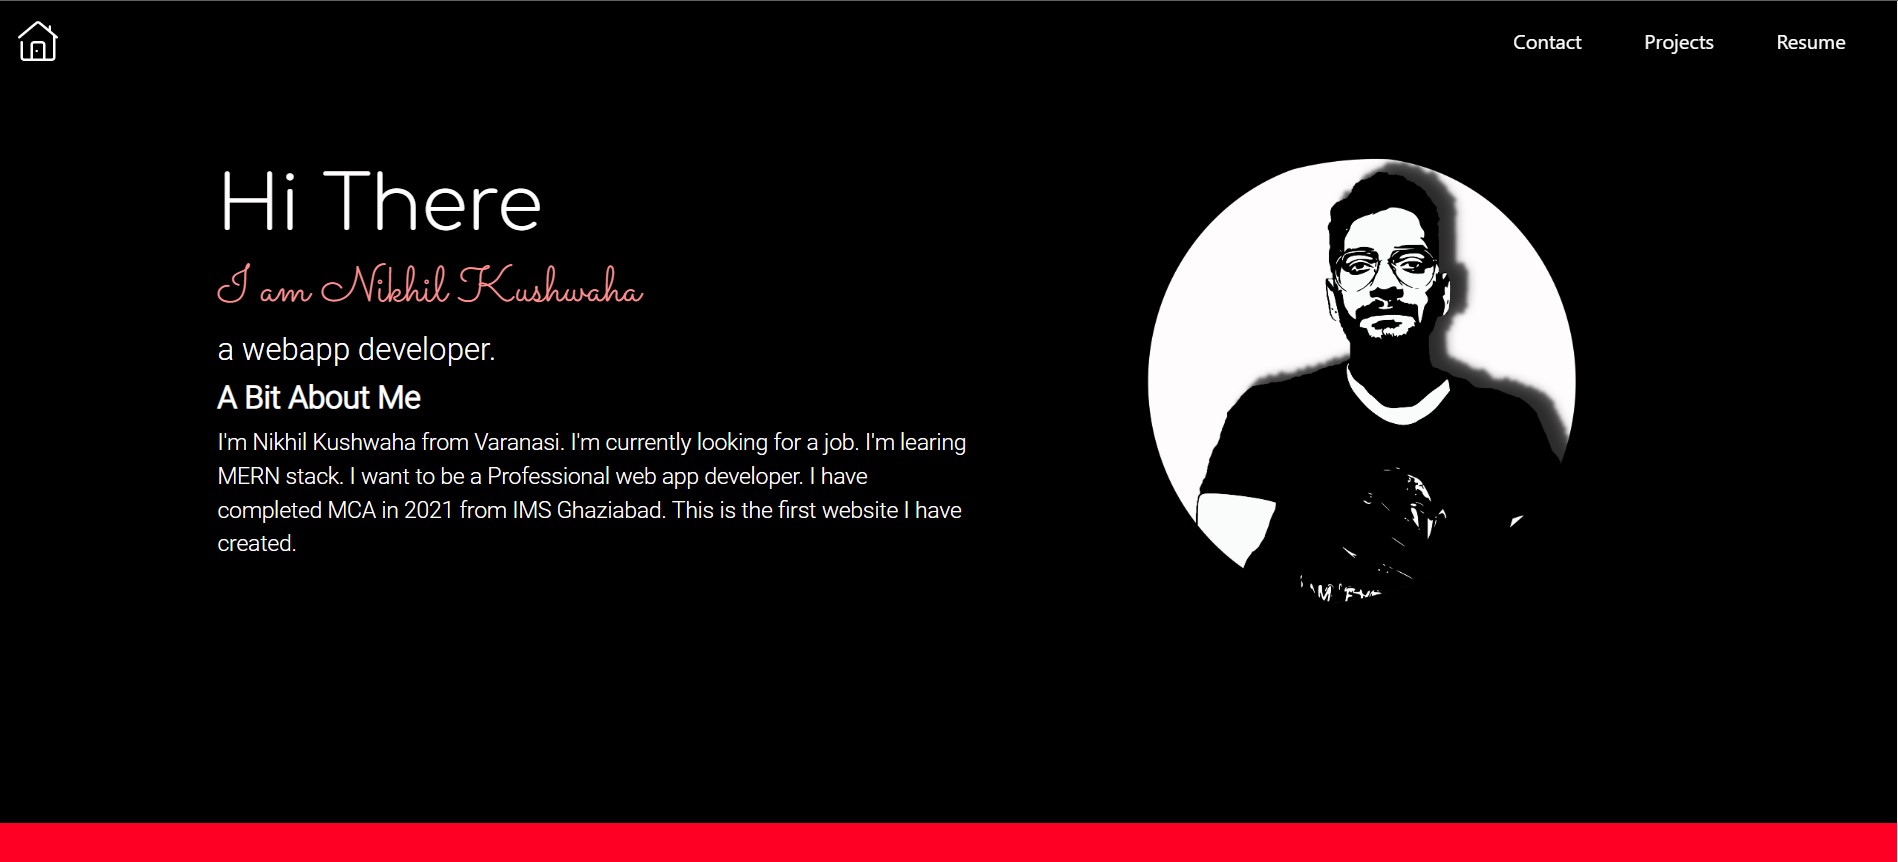 Contact Projects Resume
Hi There
I am Nikhil Kushwaha
a webapp developer.
A Bit About Me
I'm Nikhil Kushwaha from Varanasi. I'm currently looking for a job. I'm learing
MERN stack. I want to be a Professional web app developer. I have
completed MCA in 2021 from IMS Ghaziabad. This is the first website I have
created.